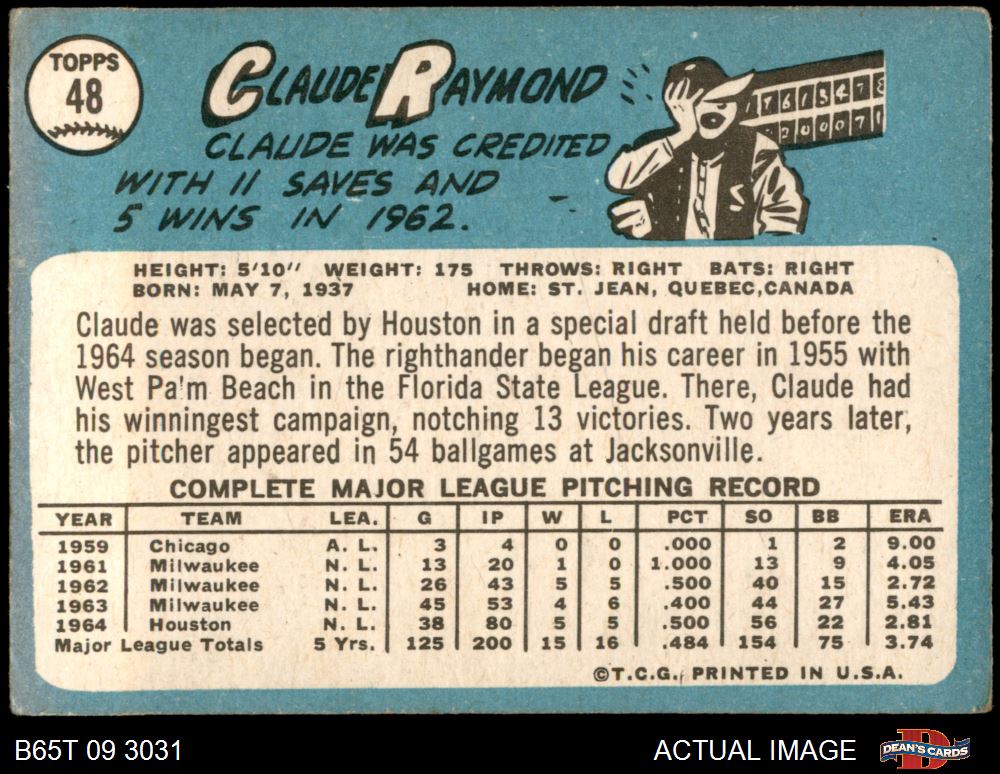 TOPPS
48
CLAUDE RAYMOND
CLAUDE WAS CREDITED
WITH 11 SAVES AND
5 WINS IN 1962.
HEIGHT: 5'10" WEIGHT: 175 THROWS: RIGHT BATS: RIGHT
BORN: MAY 7, 1937 HOME: ST. JEAN, QUEBEC, CANADA
Claude was selected by Houston in a special draft held before the
1964 season began. The righthander began his career in 1955 with
West Pa'm Beach in the Florida State League. There, Claude had
his winningest campaign, notching 13 victories. Two years later,
the pitcher appeared in 54 ballgames at Jacksonville.
COMPLETE MAJOR LEAGUE PITCHING RECORD
YEAR TEAM LEA. G IP W L PCT SO BB ERA
1959 Chicago A. L. 3 4 0 0 .000 1 2 9.00
1961 Milwaukee N. L. 13 20 1 0 1.000 13 9 4.05
1962 Milwaukee N. L. 26 43 5 5 .500 40 15 2.72
1963 Milwaukee N. L. 45 53 4 6 .400 44 27 5.43
1964 Houston N. L. 38 80 5 5 .500 56 22 2.81
Major League Totals 5 Yrs. 125 200 15 16 .484 154 75 3.74
©T.C.G. PRINTED IN U.S.A.
B65T 09 3031 ACTUAL IMAGE DEAN'S CARDS